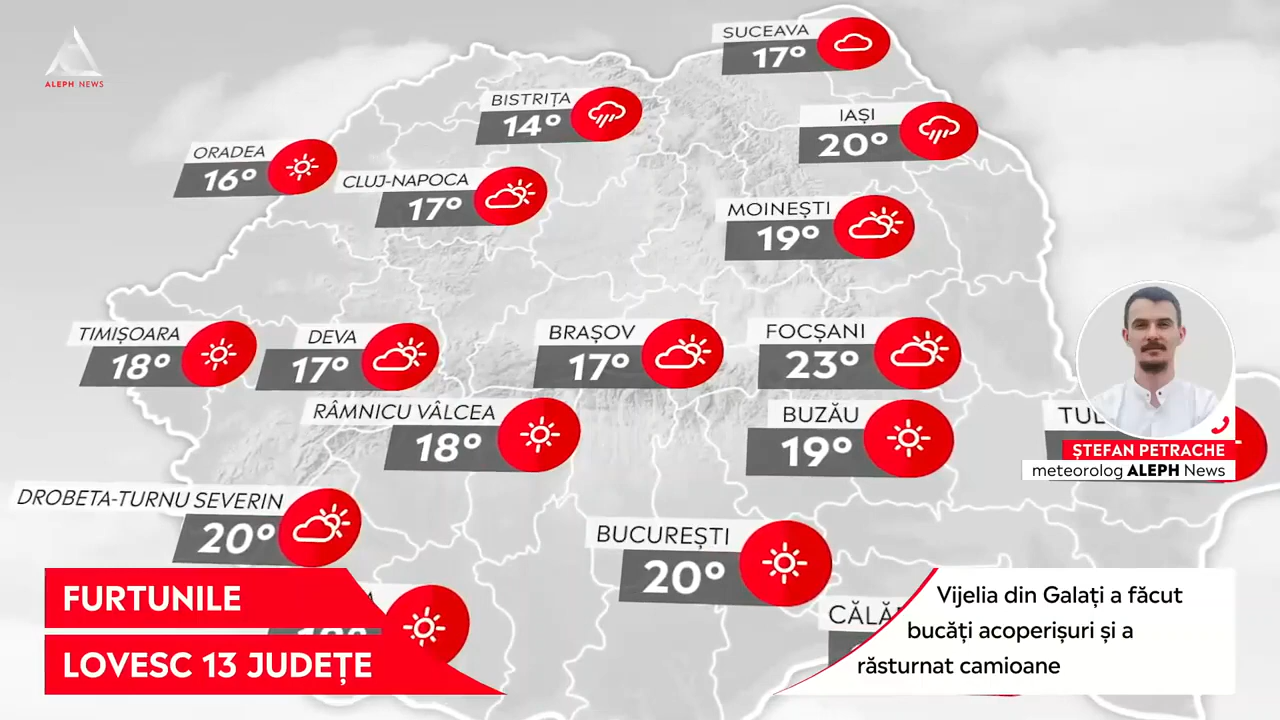 ALEPH NEWS
SUCEAVA
17°
BISTRIȚA
14°
IAȘI
20°
ORADEA
16°
CLUJ-NAPOCA
17°
MOINEȘTI
19°
TIMIȘOARA
18°
DEVA
17°
BRAȘOV
17°
FOCȘANI
23°
RÂMNICU VÂLCEA
18°
BUZĂU
19°
ȘTEFAN PETRACHE
meteorolog ALEPH News
DROBETA-TURNU SEVERIN
20°
BUCUREȘTI
20°
FURTUNILE
LOVESC 13 JUDEȚE
Vijelia din Galați a făcut
bucăți acoperișuri și a
răsturnat camioane